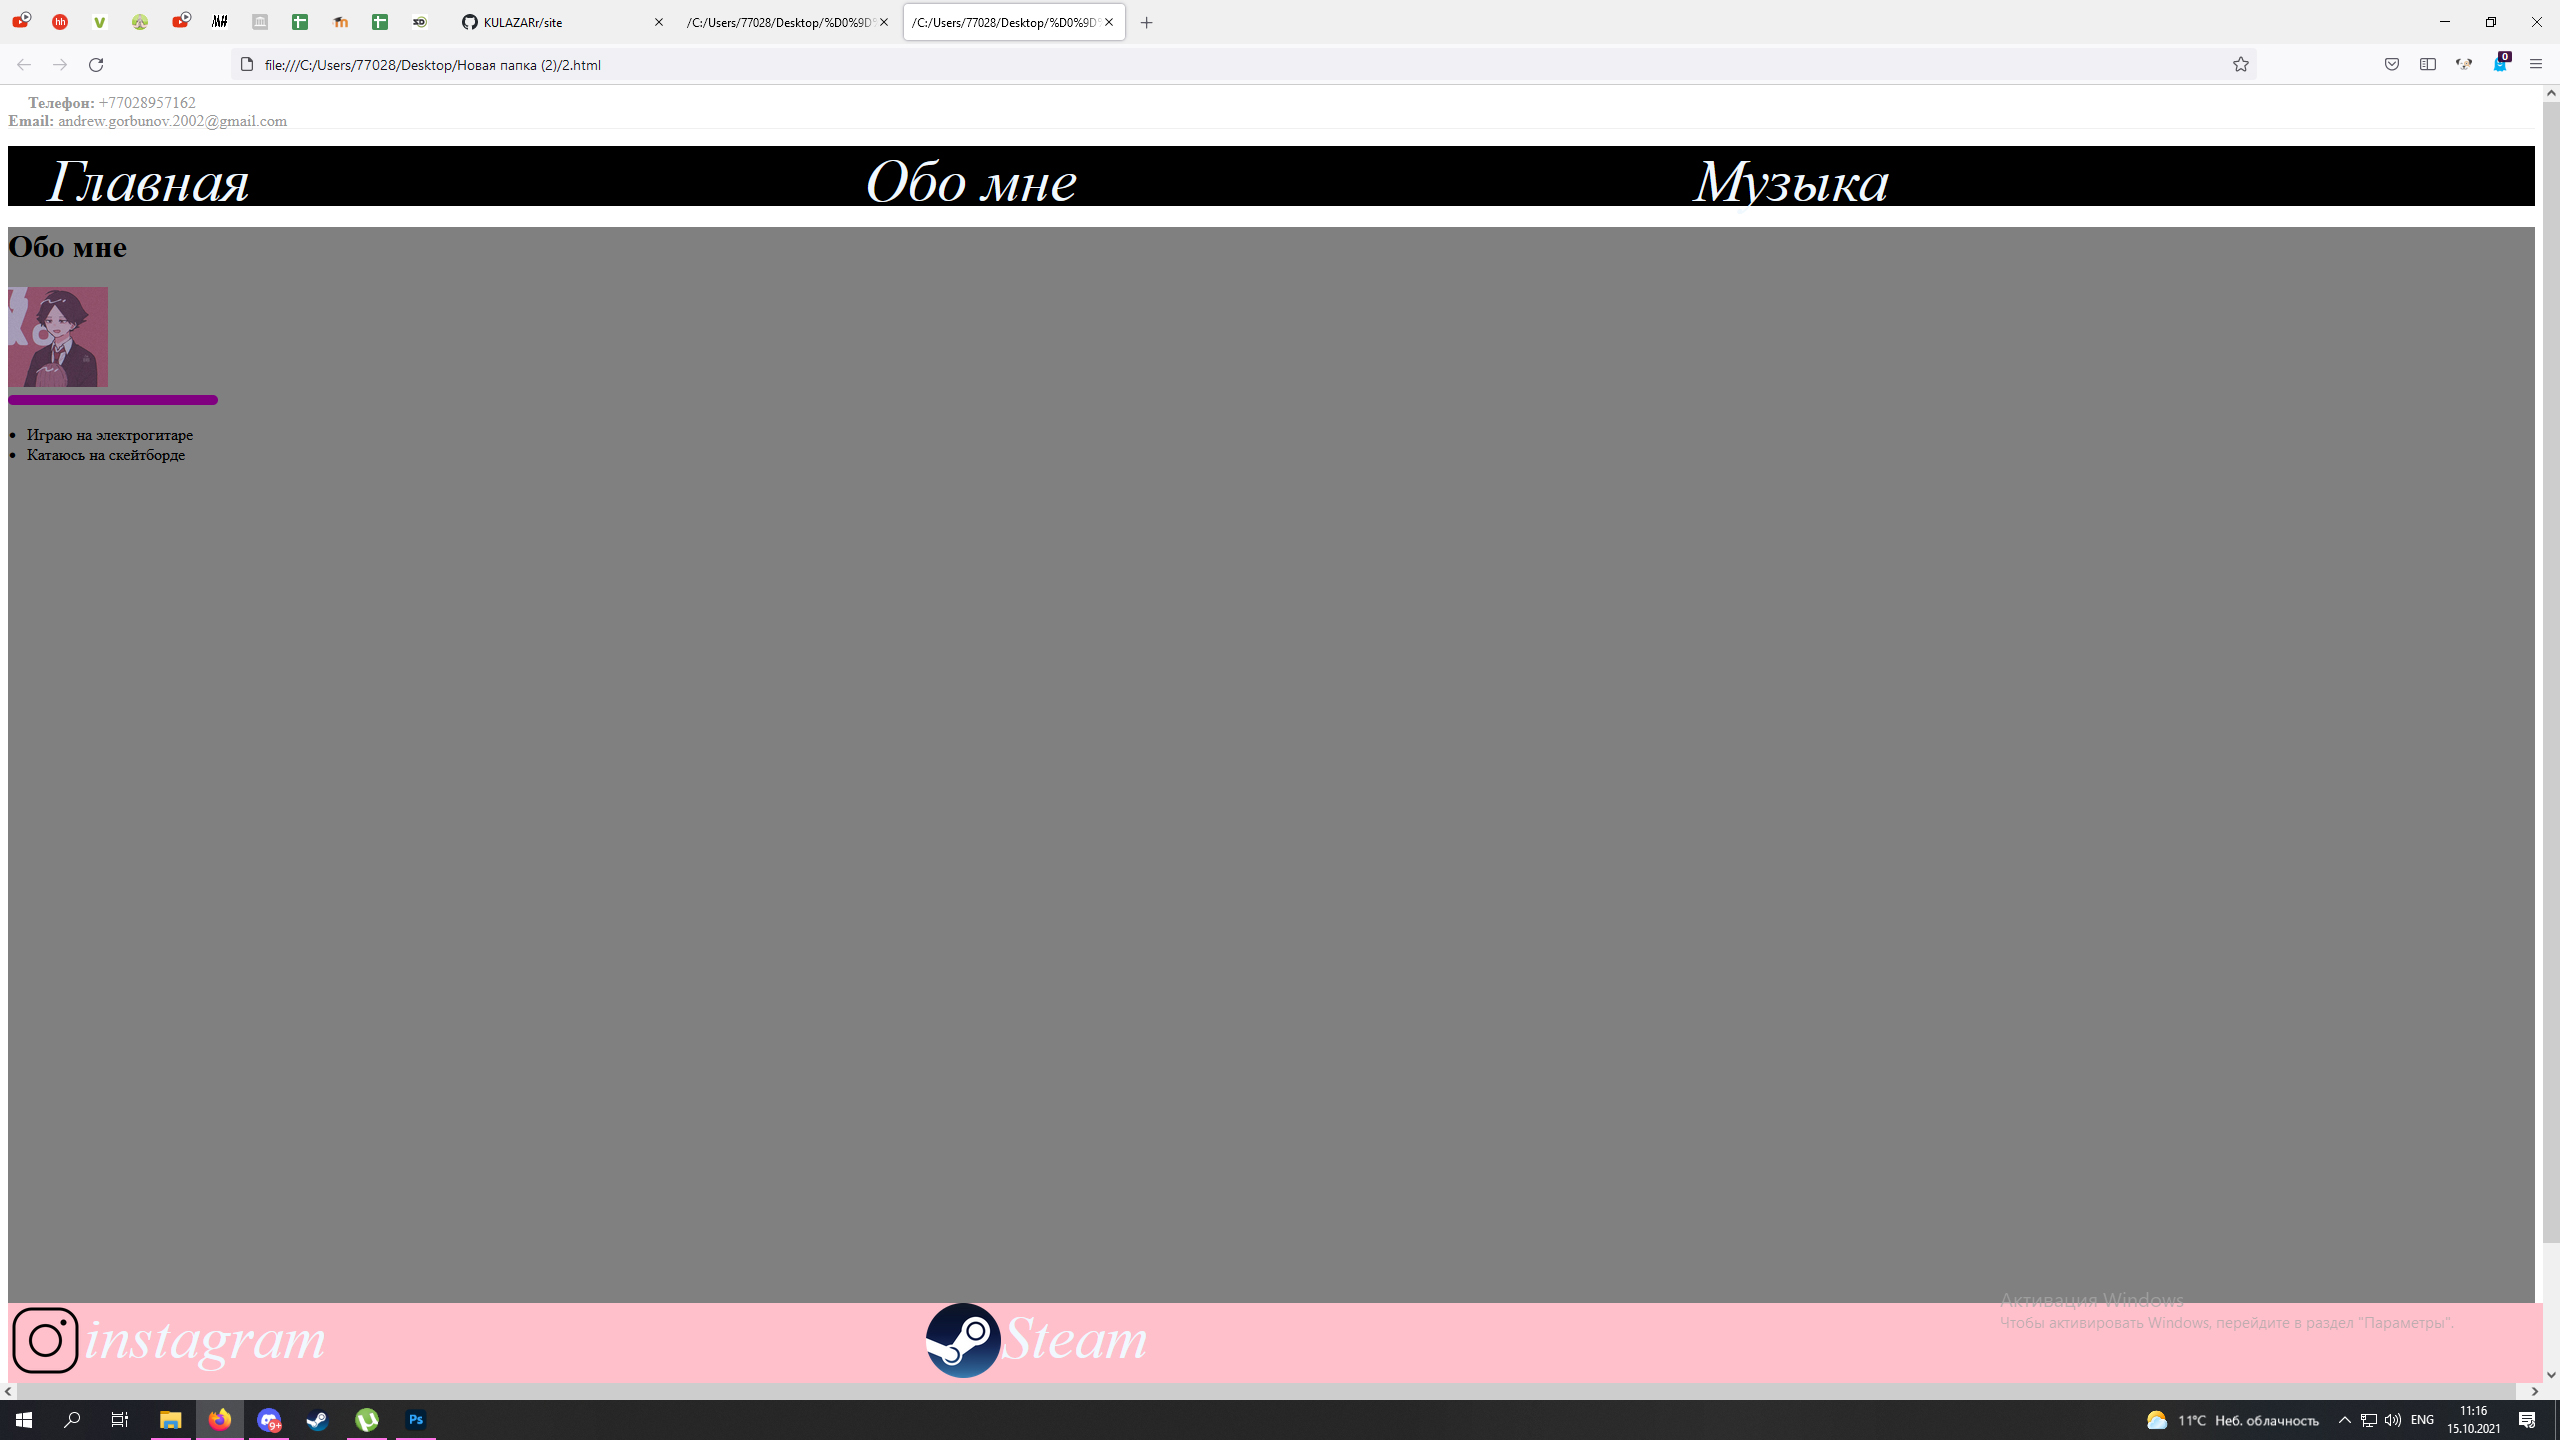 KULAZARr/site
/C:/Users/77028/Desktop/%D0%9D%
/C:/Users/77028/Desktop/%D0%9D%
file:///C:/Users/77028/Desktop/Новая папка (2)/2.html
0
Телефон: +77028957162
Email: andrew.gorbunov.2002@gmail.com
Главная Обо мне Музыка
Обо мне
Играю на электрогитаре
Катаюсь на скейтборде
instagram Steam
Активация Windows
Чтобы активировать Windows, перейдите в раздел "Параметры".
9+
Ps
11°C Неб. облачность
ENG
11:16
15.10.2021